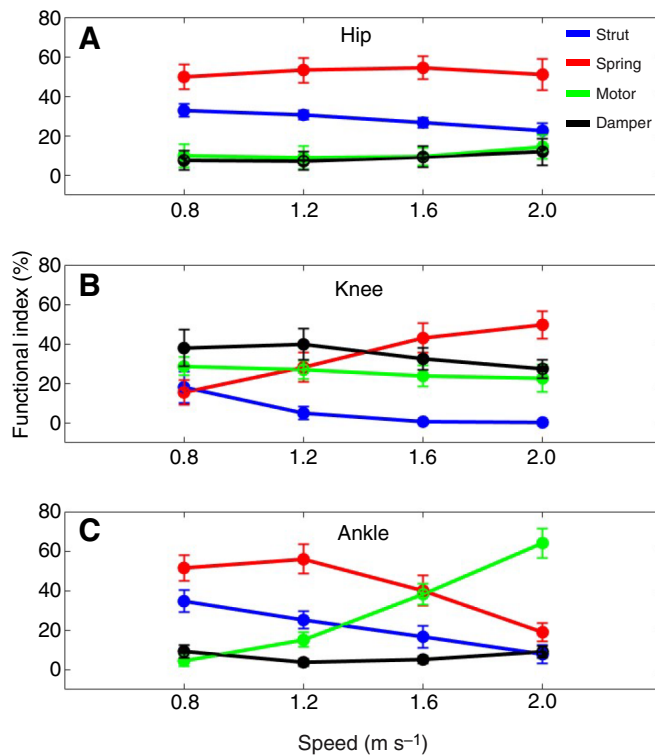 A
Hip
Strut
Spring
Motor
Damper
80
60
40
20
0
0.8 1.2 1.6 2.0
B
Knee
80
60
40
20
0
0.8 1.2 1.6 2.0
Functional index (%)
C
Ankle
80
60
40
20
0
0.8 1.2 1.6 2.0
Speed (m s⁻¹)